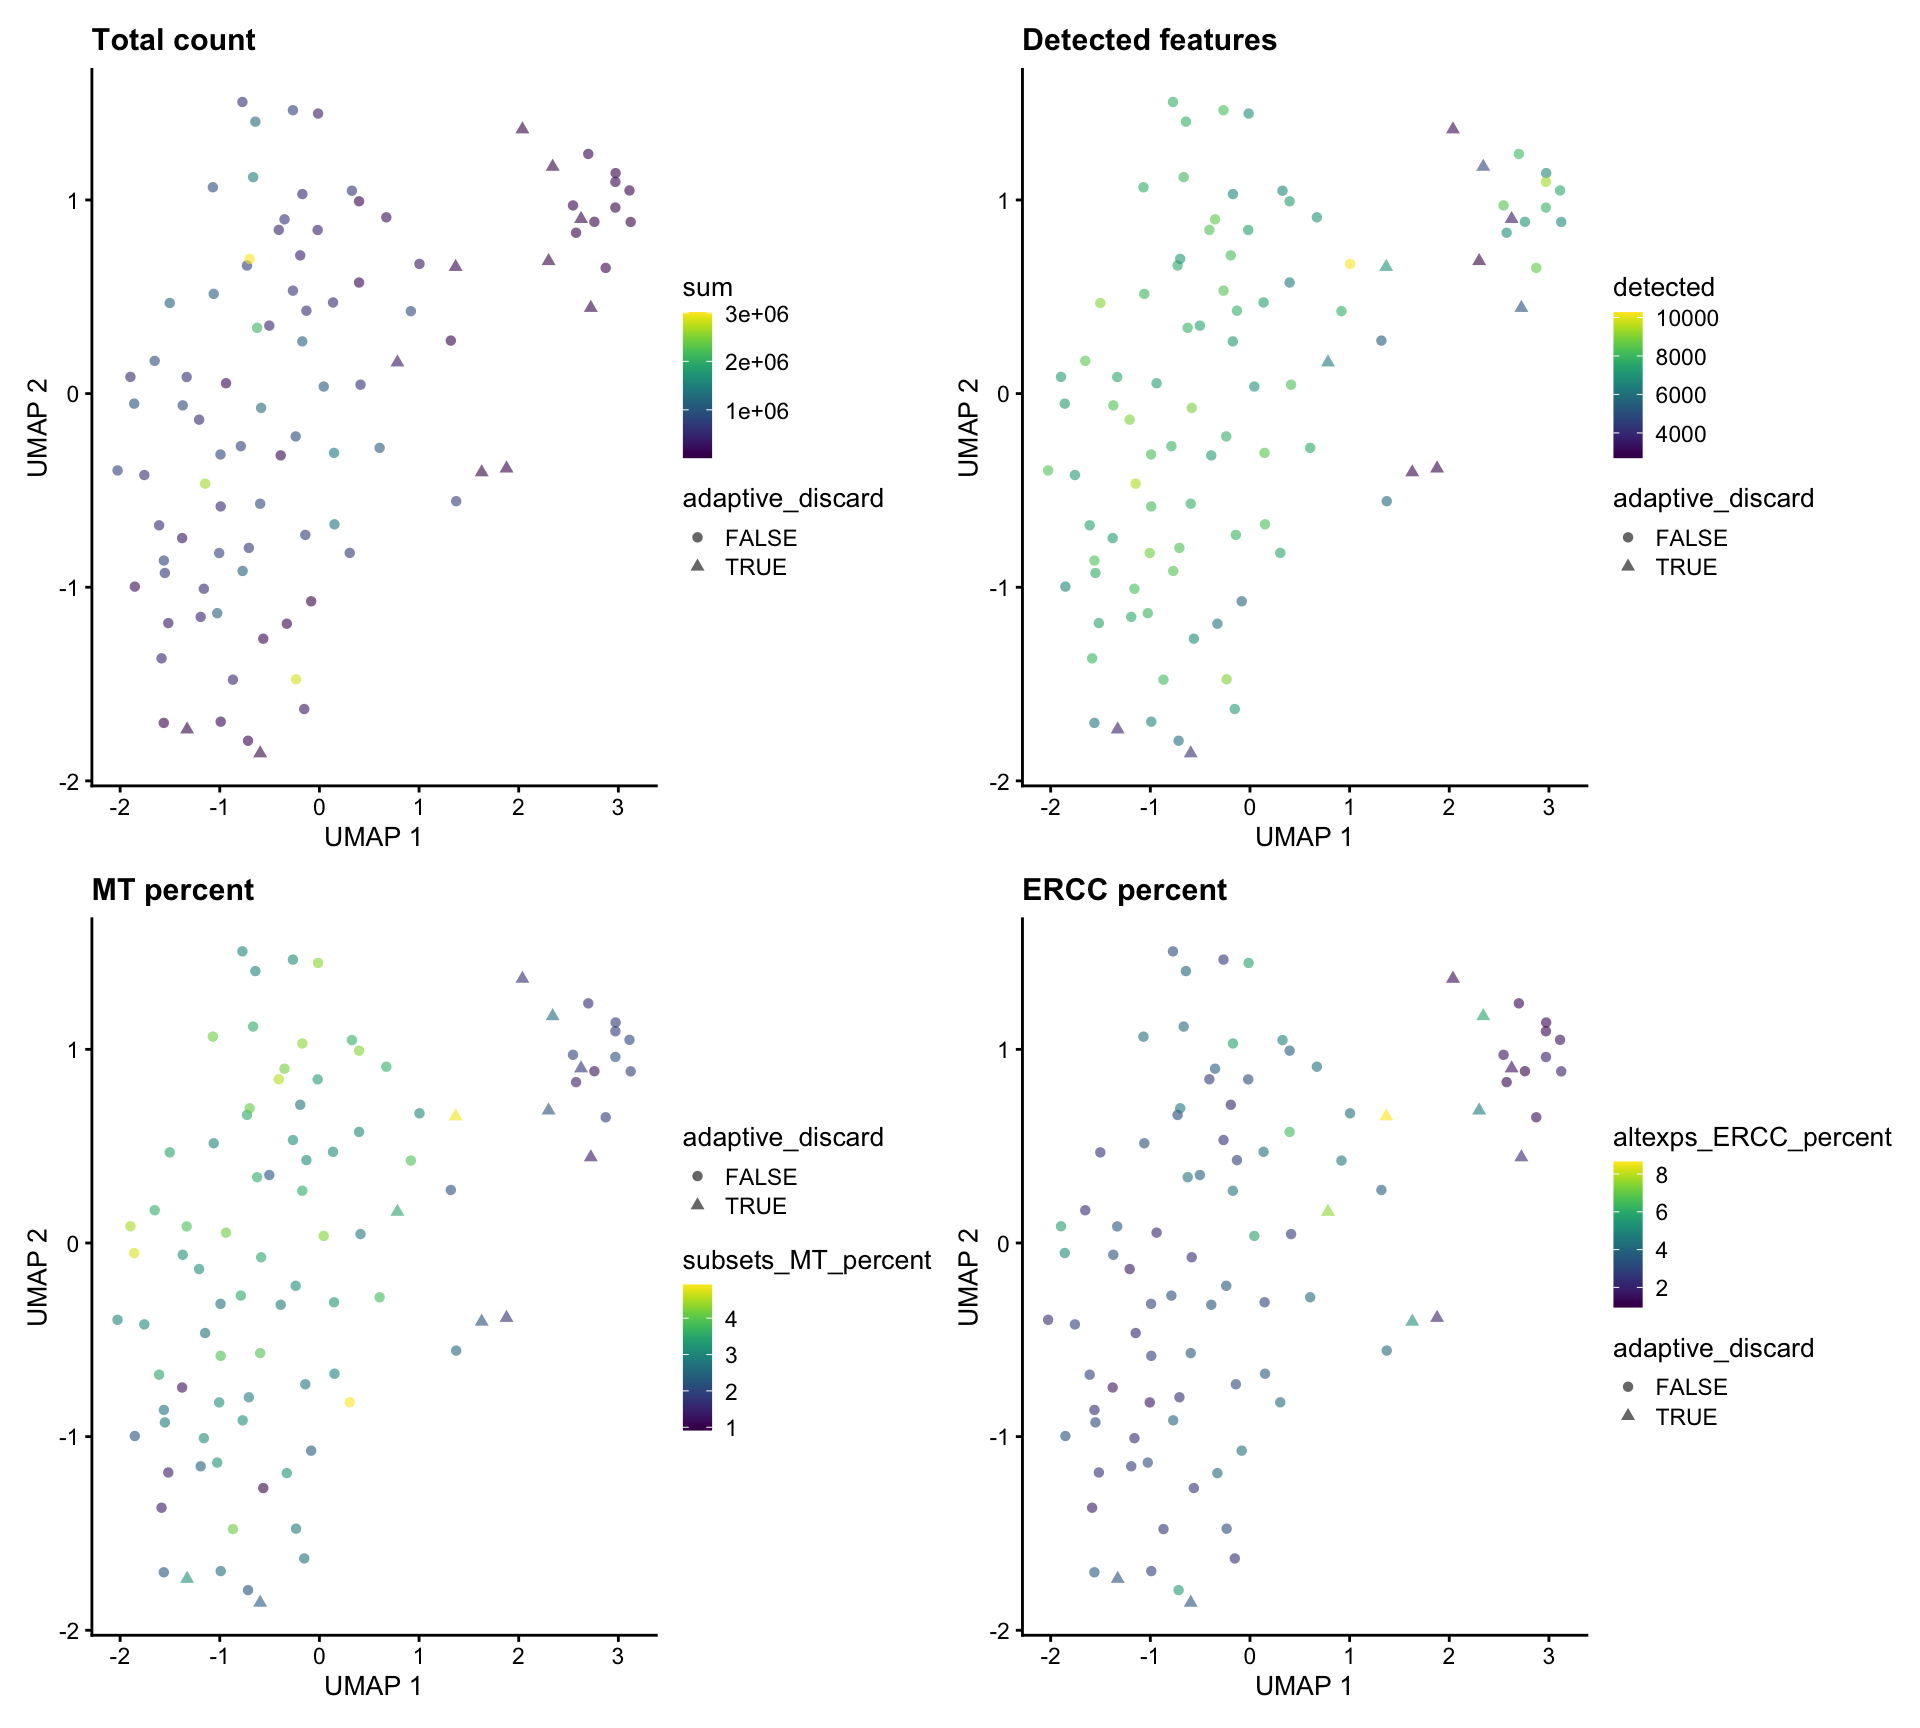 Total count
UMAP 2
1
0
-1
-2
-2 -1 0 1 2 3
UMAP 1
sum
3e+06
2e+06
1e+06
adaptive_discard
FALSE
TRUE
Detected features
UMAP 2
1
0
-1
-2
-2 -1 0 1 2 3
UMAP 1
detected
10000
8000
6000
4000
adaptive_discard
FALSE
TRUE
MT percent
UMAP 2
1
0
-1
-2
-2 -1 0 1 2 3
UMAP 1
adaptive_discard
FALSE
TRUE
subsets_MT_percent
4
3
2
1
ERCC percent
UMAP 2
1
0
-1
-2
-2 -1 0 1 2 3
UMAP 1
altexps_ERCC_percent
8
6
4
2
adaptive_discard
FALSE
TRUE